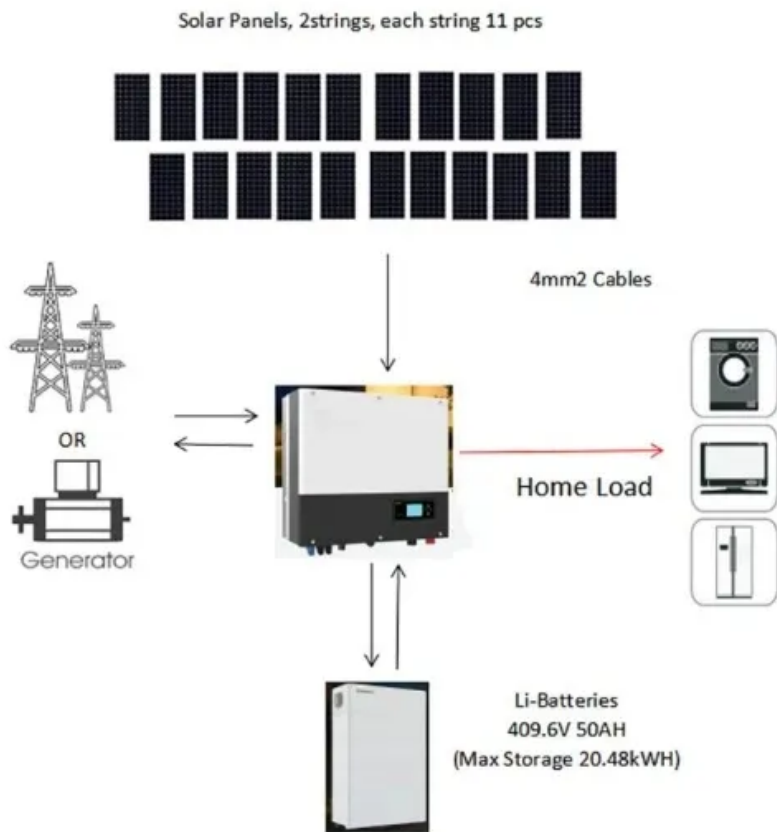 Solar Panels, 2strings, each string 11 pcs
4mm2 Cables
OR
Generator
Home Load
Li-Batteries
409.6V 50AH
(Max Storage 20.48kWH)